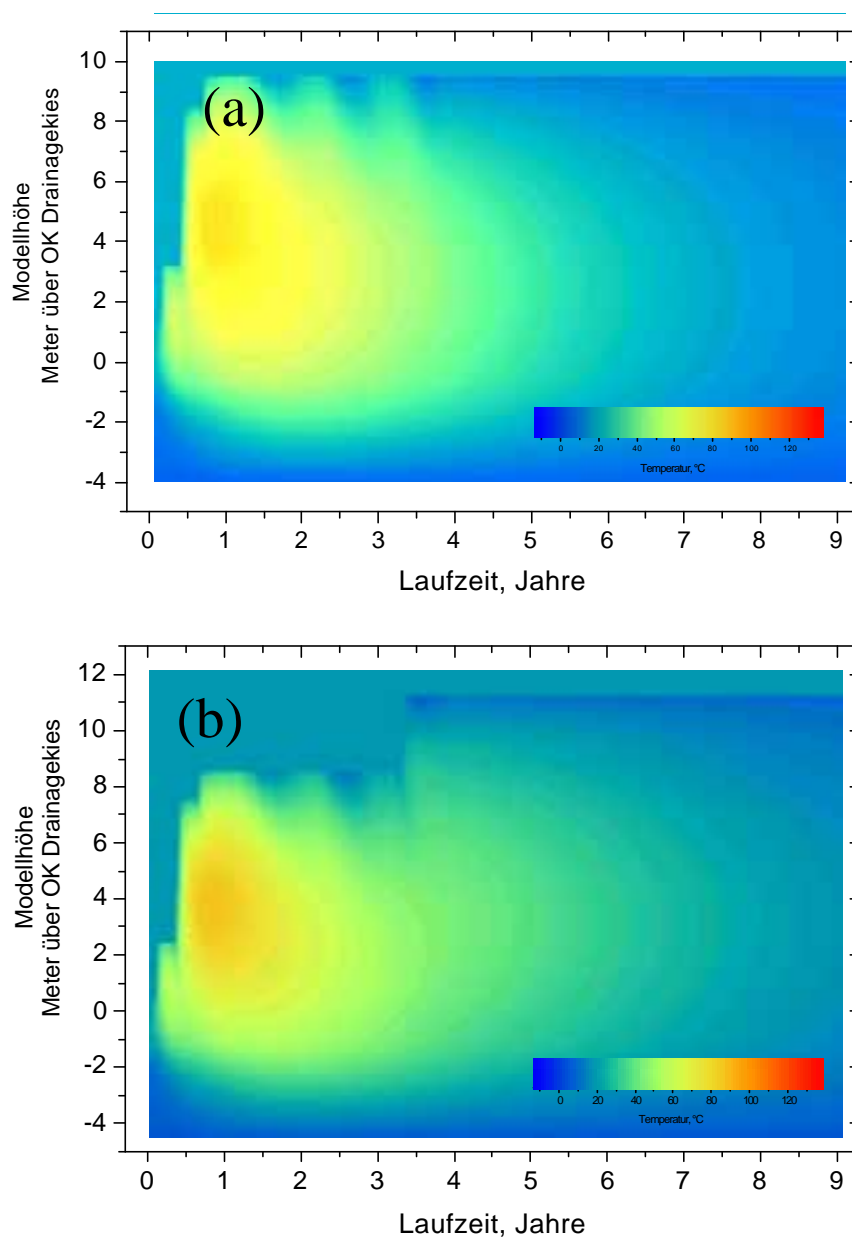 10
(a)
8
6
4
2
0
-2
-4
Modellhöhe
Meter über OK Drainagekies
0 20 40 60 80 100 120
Temperatur, °C
0 1 2 3 4 5 6 7 8 9
Laufzeit, Jahre
12
(b)
10
8
6
4
2
0
-2
-4
Modellhöhe
Meter über OK Drainagekies
0 20 40 60 80 100 120
Temperatur, °C
0 1 2 3 4 5 6 7 8 9
Laufzeit, Jahre